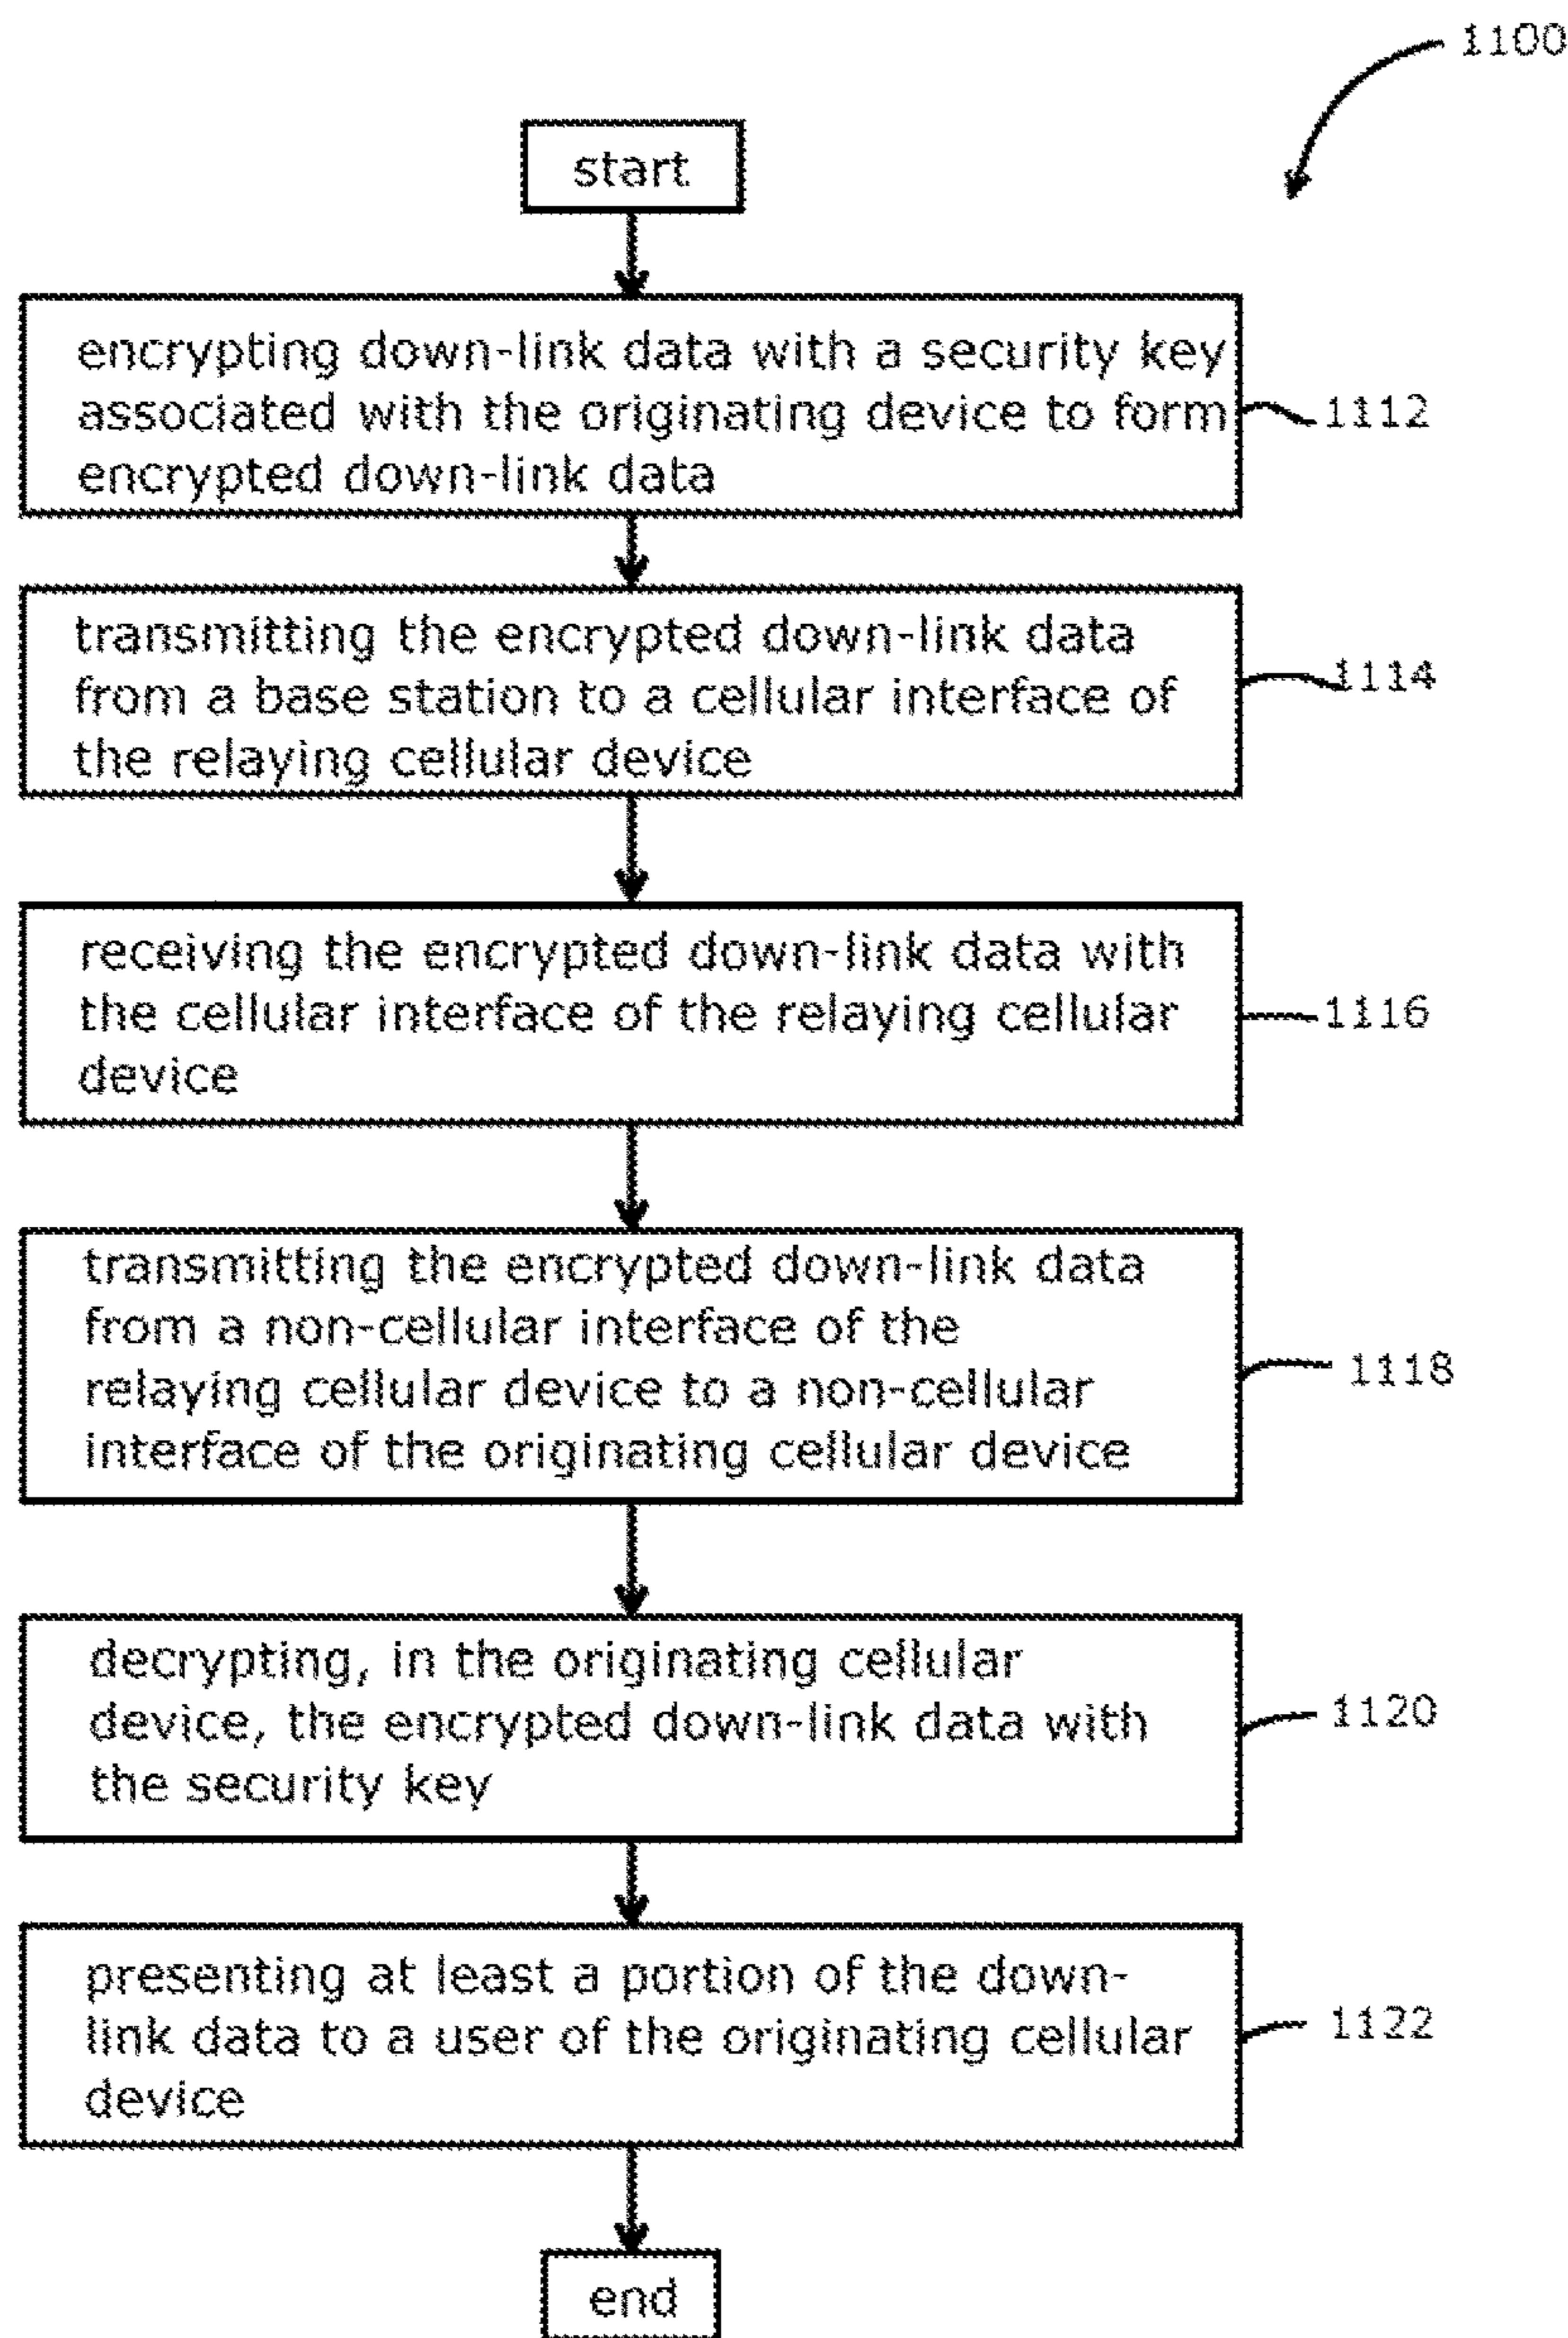 1100
start
encrypting down-link data with a security key
associated with the originating device to form
encrypted down-link data
1112
transmitting the encrypted down-link data
from a base station to a cellular interface of
the relaying cellular device
1114
receiving the encrypted down-link data with
the cellular interface of the relaying cellular
device
1116
transmitting the encrypted down-link data
from a non-cellular interface of the
relaying cellular device to a non-cellular
interface of the originating cellular device
1118
decrypting, in the originating cellular
device, the encrypted down-link data with
the security key
1120
presenting at least a portion of the down-
link data to a user of the originating cellular
device
1122
end